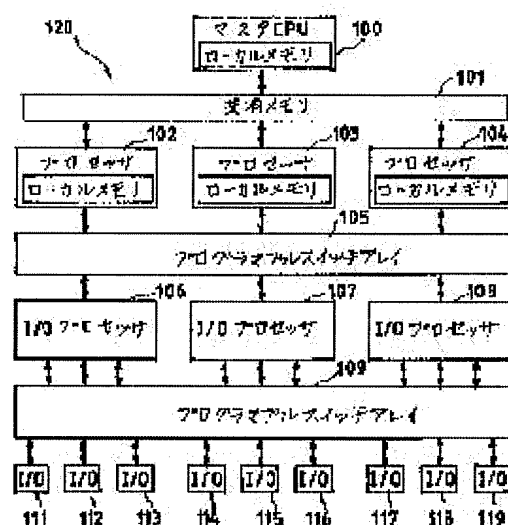 120
マスタCPU
100
ローカルメモリ
101
共有メモリ
102
103
104
プロセッサ
プロセッサ
プロセッサ
ローカルメモリ
ローカルメモリ
ローカルメモリ
105
プログラマブルスイッチアレイ
106
107
108
I/O プロセッサ
I/O プロセッサ
I/O プロセッサ
109
プログラマブルスイッチアレイ
I/O
I/O
I/O
I/O
I/O
I/O
I/O
I/O
I/O
111
112
113
114
115
116
117
118
119